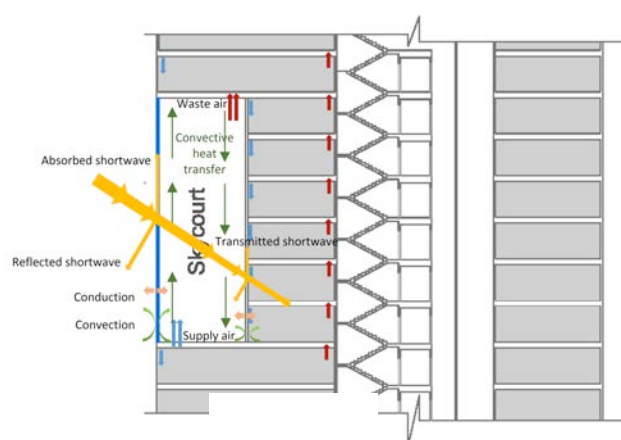 Waste air
Convective
heat
transfer
Absorbed shortwave
Skycourt
Transmitted shortwave
Reflected shortwave
Conduction
Convection
Supply air